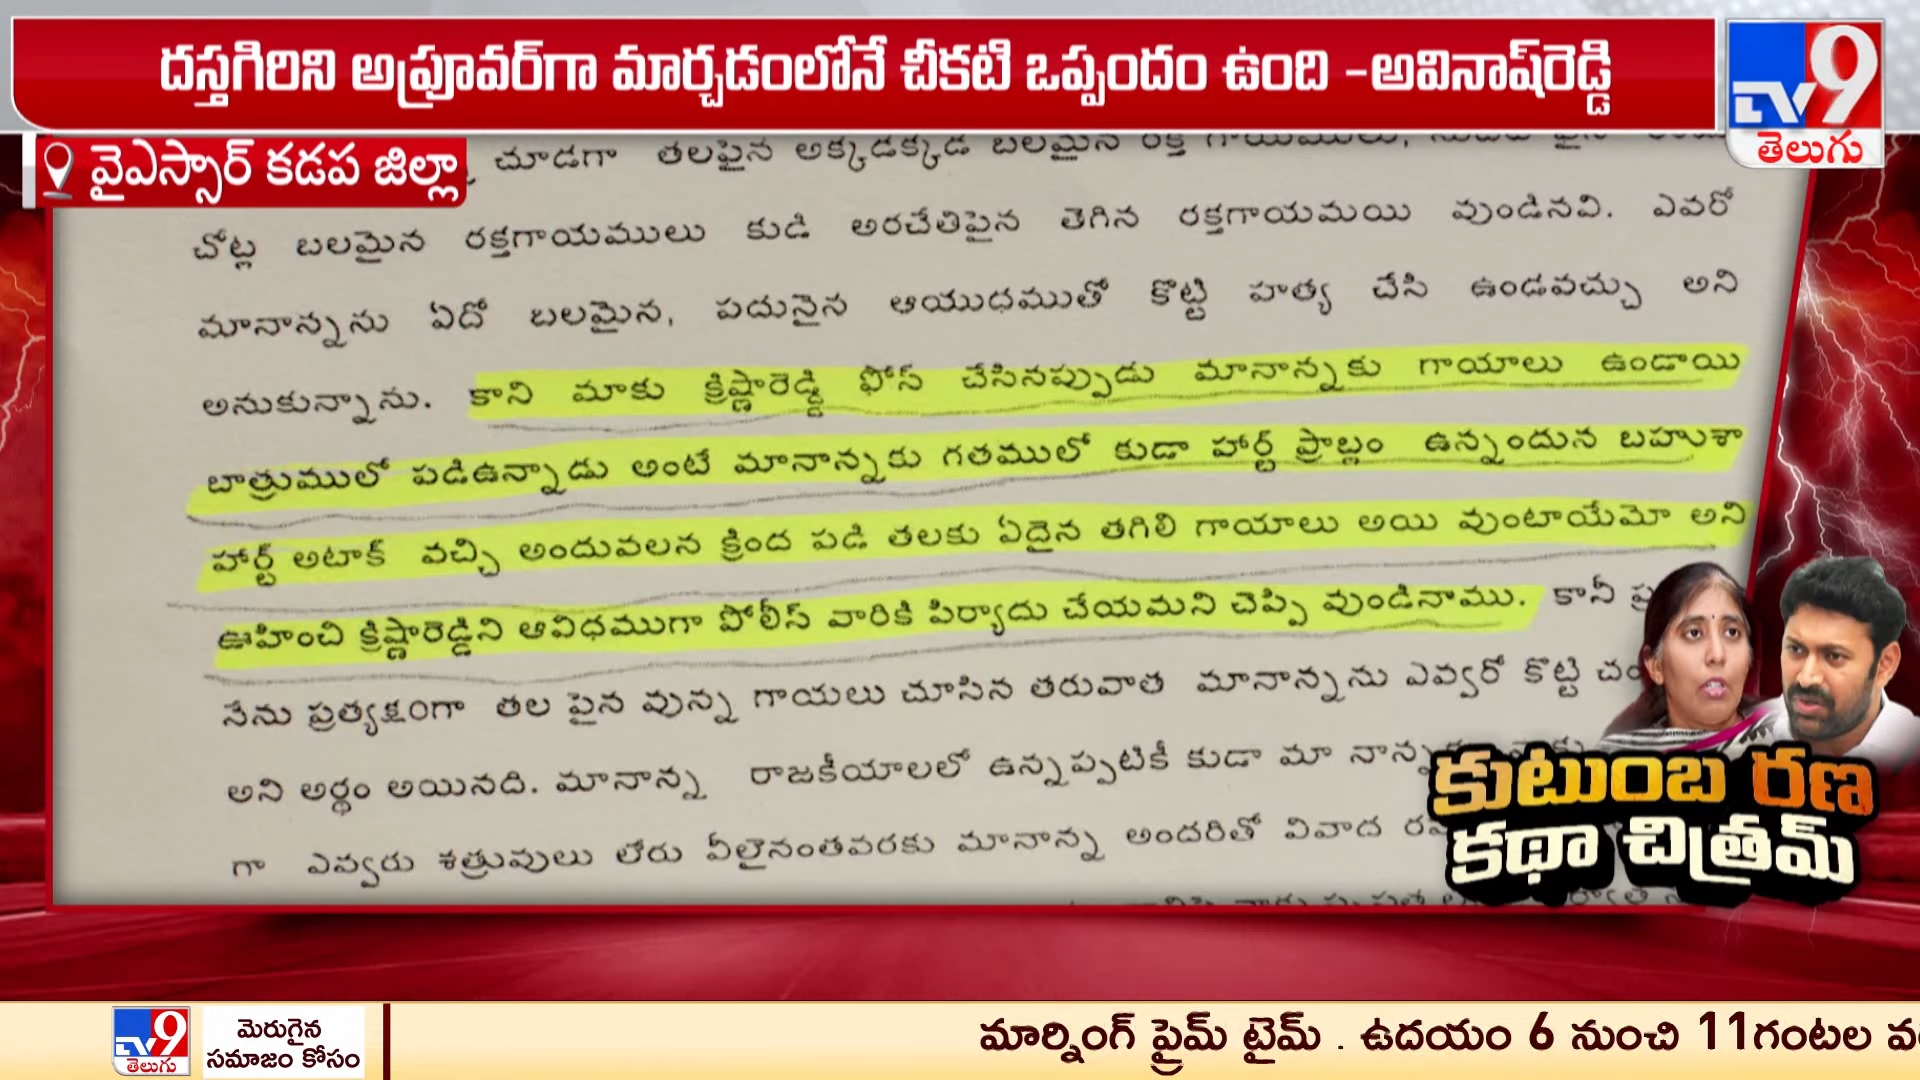 దస్తగిరిని అప్రూవర్‌గా మార్చడంలోనే చీకటి ఒప్పందం ఉంది -అవినాష్‌రెడ్డి
TV9
తెలుగు
వైఎస్సార్ కడప జిల్లా
చూడగా తలపైన అక్కడక్కడ బలమైన రక్త గాయములు,
చోట్ల బలమైన రక్తగాయములు కుడి అరచేతిపైన తెగిన రక్తగాయమయి వుండినవి. ఎవరో
మానాన్నను ఏదో బలమైన, పదునైన ఆయుధముతో కొట్టి హత్య చేసి ఉండవచ్చు అని
అనుకున్నాను. కాని మాకు క్రిష్ణారెడ్డి ఫోన్ చేసినప్పుడు మానాన్నకు గాయాలు ఉండాయి
బాత్రుములో పడిఉన్నాడు అంటే మానాన్నకు గతములో కుడా హార్ట్ ప్రాబ్లం ఉన్నందున బహుశా
హార్ట్ అటాక్ వచ్చి అందువలన క్రింద పడి తలకు ఏదైన తగిలి గాయాలు అయి వుంటాయేమో అని
ఊహించి క్రిష్ణారెడ్డిని ఆవిధముగా పోలీస్ వారికి పిర్యాదు చేయమని చెప్పి వుండినాము. కానీ
నేను ప్రత్యక్షంగా తల పైన వున్న గాయలు చూసిన తరువాత మానాన్నను ఎవ్వరో కొట్టి
అని అర్థం అయినది. మానాన్న రాజకీయాలలో ఉన్నప్పటికీ కుడా మా
గా ఎవ్వరు శత్రువులు లేరు వీలైనంతవరకు మానాన్న అందరితో వివాద
కుటుంబ రణ
కథా చిత్రమ్
TV9
తెలుగు
మెరుగైన
సమాజం కోసం
మార్నింగ్ ప్రైమ్ టైమ్ . ఉదయం 6 నుంచి 11గంటల